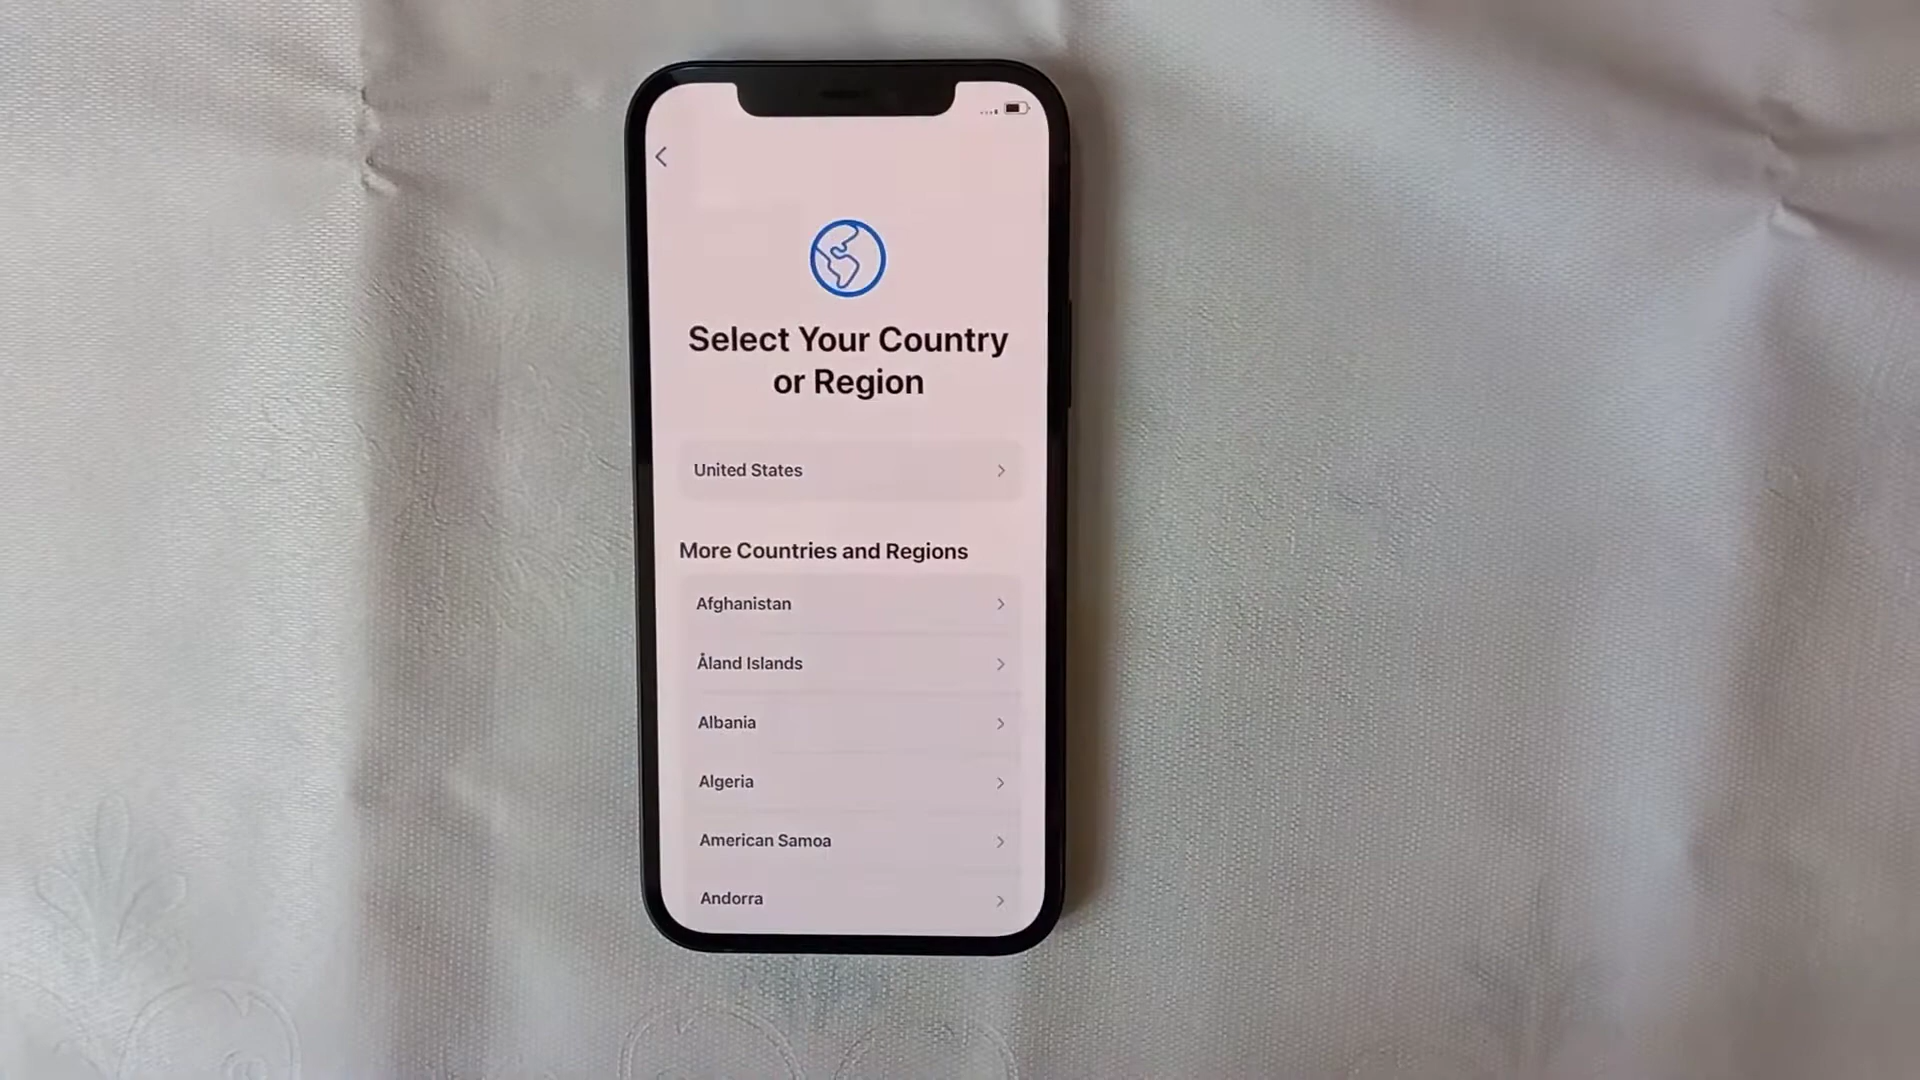 Select Your Country
or Region
United States
More Countries and Regions
Afghanistan
Åland Islands
Albania
Algeria
American Samoa
Andorra